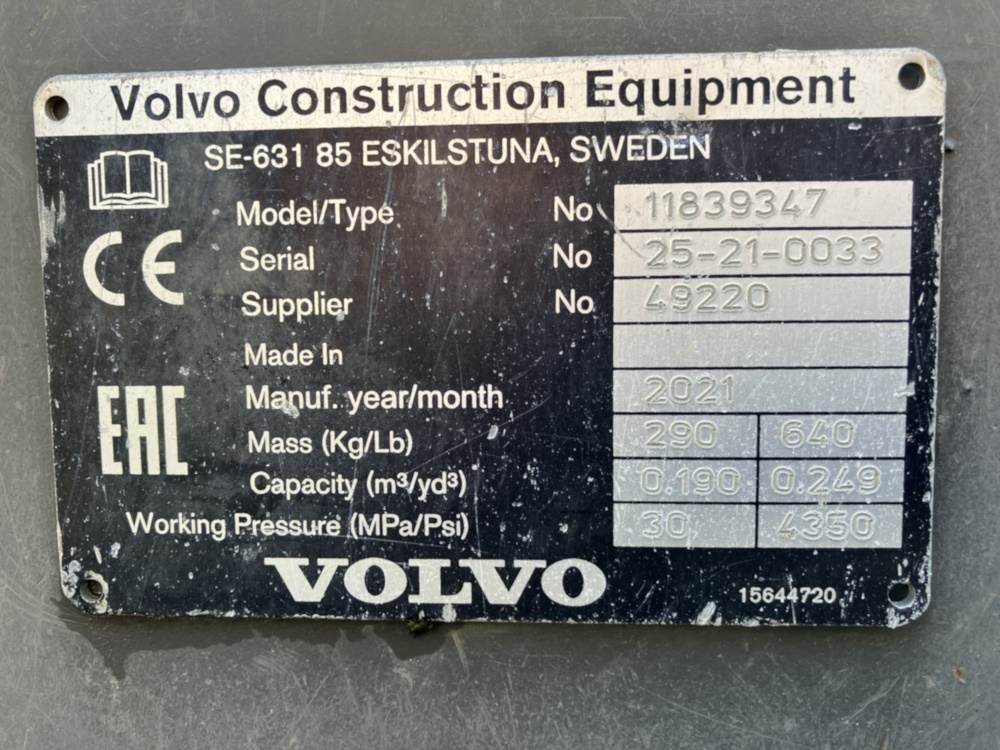 Volvo Construction Equipment
SE-631 85 ESKILSTUNA, SWEDEN
Model/Type No 11839347
CE
Serial No 25-21-0033
Supplier No 49220
Made In
Manuf. year/month 2021
EAC
Mass (Kg/Lb) 290 640
Capacity (m³/yd³) 0.190 0.249
Working Pressure (MPa/Psi) 30 4350
VOLVO
15644720